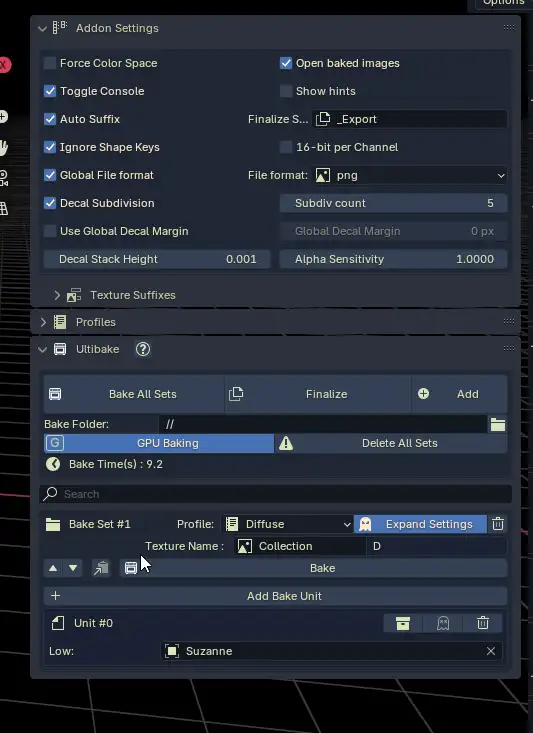 Options
Addon Settings
Force Color Space
Open baked images
Toggle Console
Show hints
Auto Suffix
Finalize S... _Export
Ignore Shape Keys
16-bit per Channel
Global File format
File format: png
Decal Subdivision
Subdiv count 5
Use Global Decal Margin
Global Decal Margin 0 px
Decal Stack Height 0.001
Alpha Sensitivity 1.0000
Texture Suffixes
Profiles
Ultibake ?
Bake All Sets Finalize Add
Bake Folder: //
G GPU Baking Delete All Sets
Bake Time(s) : 9.2
Search
Bake Set #1 Profile: Diffuse Expand Settings
Texture Name : Collection D
Bake
Add Bake Unit
Unit #0
Low: Suzanne